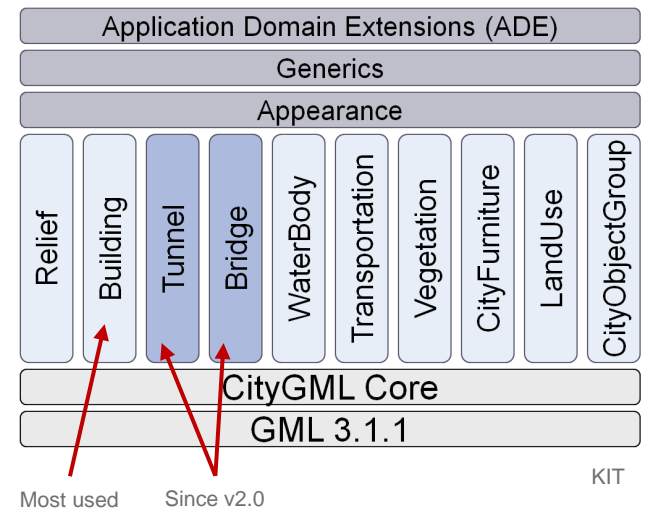 Application Domain Extensions (ADE)
Generics
Appearance
Relief
Building
Tunnel
Bridge
WaterBody
Transportation
Vegetation
CityFurniture
LandUse
CityObjectGroup
CityGML Core
GML 3.1.1
KIT
Most used
Since v2.0